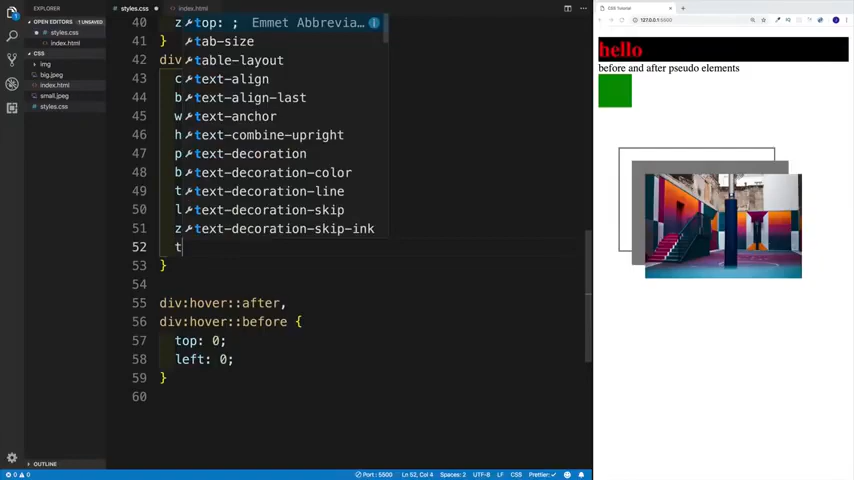 EXPLORER
OPEN EDITORS 1 UNSAVED
styles.css
index.html
CSS
img
big.jpeg
index.html
small.jpeg
styles.css
OUTLINE
styles.css
index.html
40 z top: ; Emmet Abbrevia...
41 } tab-size
42 div table-layout
43 c text-align
44 b text-align-last
45 w text-anchor
46 h text-combine-upright
47 p text-decoration
48 b text-decoration-color
49 t text-decoration-line
50 l text-decoration-skip
51 z text-decoration-skip-ink
52 t
53 }
54
55 div:hover::after,
56 div:hover::before {
57 top: 0;
58 left: 0;
59 }
60
0 0
Port : 5500 Ln 52, Col 4 Spaces: 2 UTF-8 LF CSS Prettier: ✓
CSS Tutorial
127.0.0.1:5500
hello
before and after pseudo elements